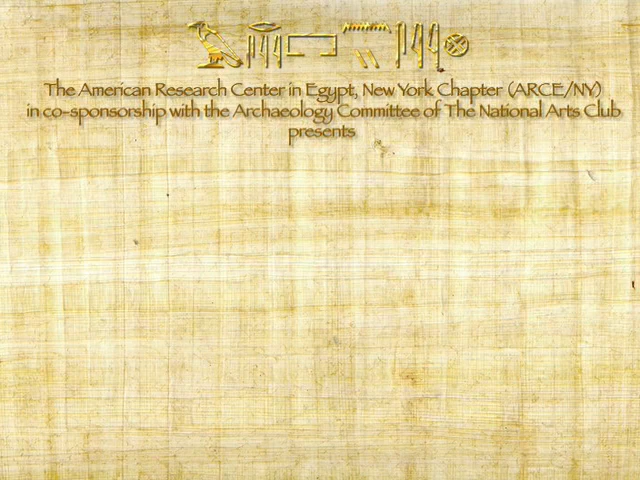 The American Research Center in Egypt, New York Chapter (ARCE/NY)
in co-sponsorship with the Archaeology Committee of The National Arts Club
presents